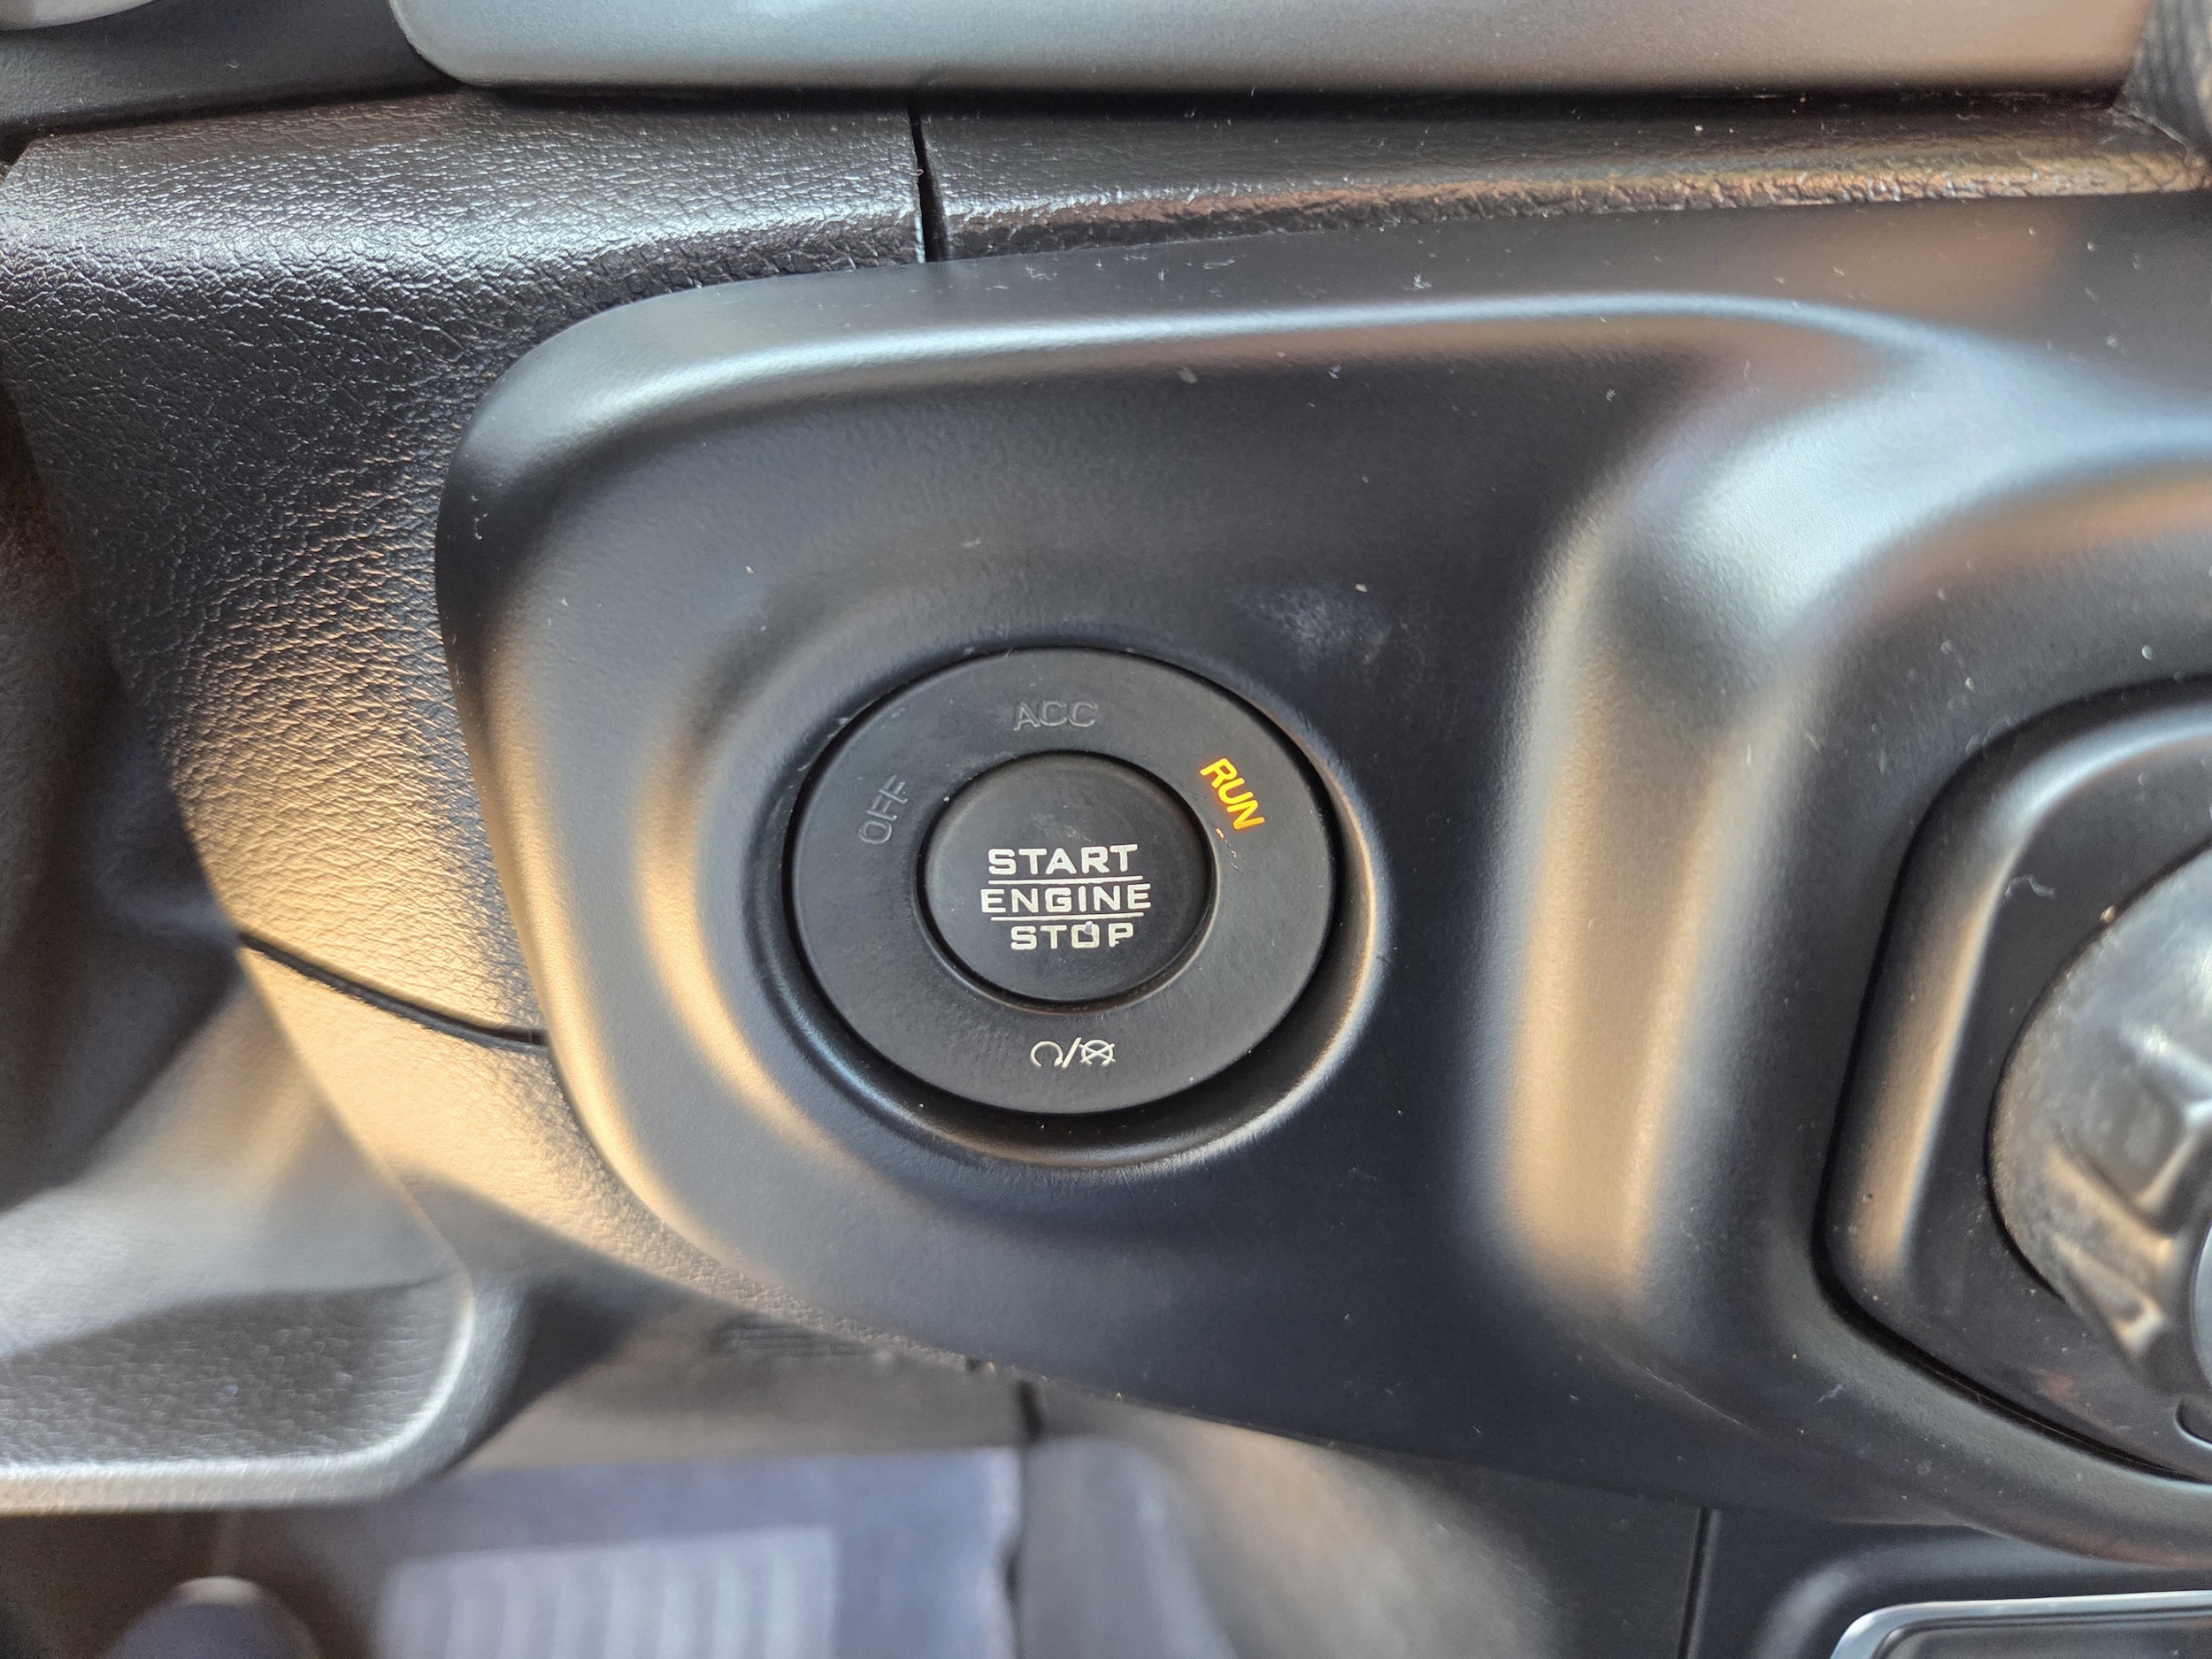 ACC
OFF
RUN
START
ENGINE
STOP